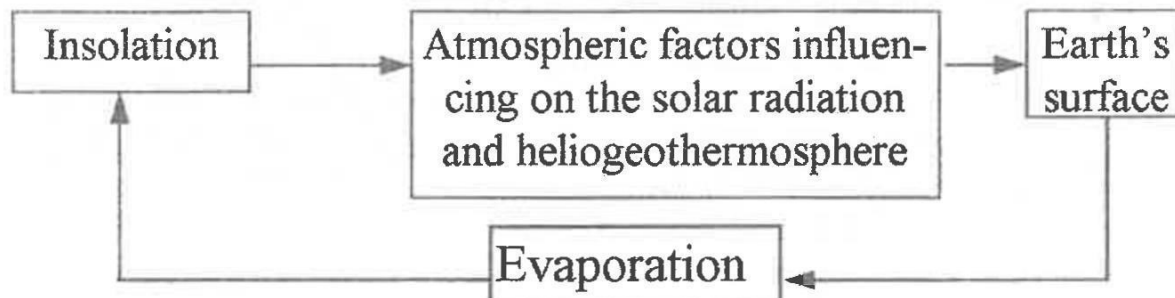 Insolation
Atmospheric factors influen-
cing on the solar radiation
and heliogeothermosphere
Earth's
surface
Evaporation